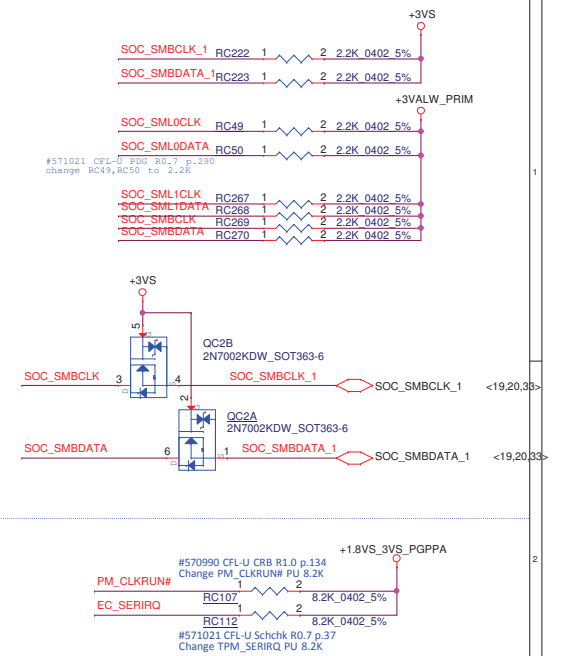 +3VS
SOC_SMBCLK_1 RC222 1 2 2.2K_0402_5%
SOC_SMBDATA_1 RC223 1 2 2.2K_0402_5%
+3VALW_PRIM
SOC_SML0CLK RC49 1 2 2.2K_0402_5%
SOC_SML0DATA RC50 1 2 2.2K_0402_5%
#571021 CFL-U PDG R0.7 p.290
change RC49,RC50 to 2.2K
1
SOC_SML1CLK RC267 1 2 2.2K_0402_5%
SOC_SML1DATA RC268 1 2 2.2K_0402_5%
SOC_SMBCLK RC269 1 2 2.2K_0402_5%
SOC_SMBDATA RC270 1 2 2.2K_0402_5%
+3VS
5
QC2B
2N7002KDW_SOT363-6
SOC_SMBCLK 3 D S 4 SOC_SMBCLK_1 SOC_SMBCLK_1 <19,20,33>
2
QC2A
2N7002KDW_SOT363-6
SOC_SMBDATA 6 D S 1 SOC_SMBDATA_1 SOC_SMBDATA_1 <19,20,33>
+1.8VS_3VS_PGPPA
2
#570990 CFL-U CRB R1.0 p.134
Change PM_CLKRUN# PU 8.2K
PM_CLKRUN# 1 2
RC107 8.2K_0402_5%
EC_SERIRQ 1 2
RC112 8.2K_0402_5%
#571021 CFL-U Schchk R0.7 p.37
Change TPM_SERIRQ PU 8.2K